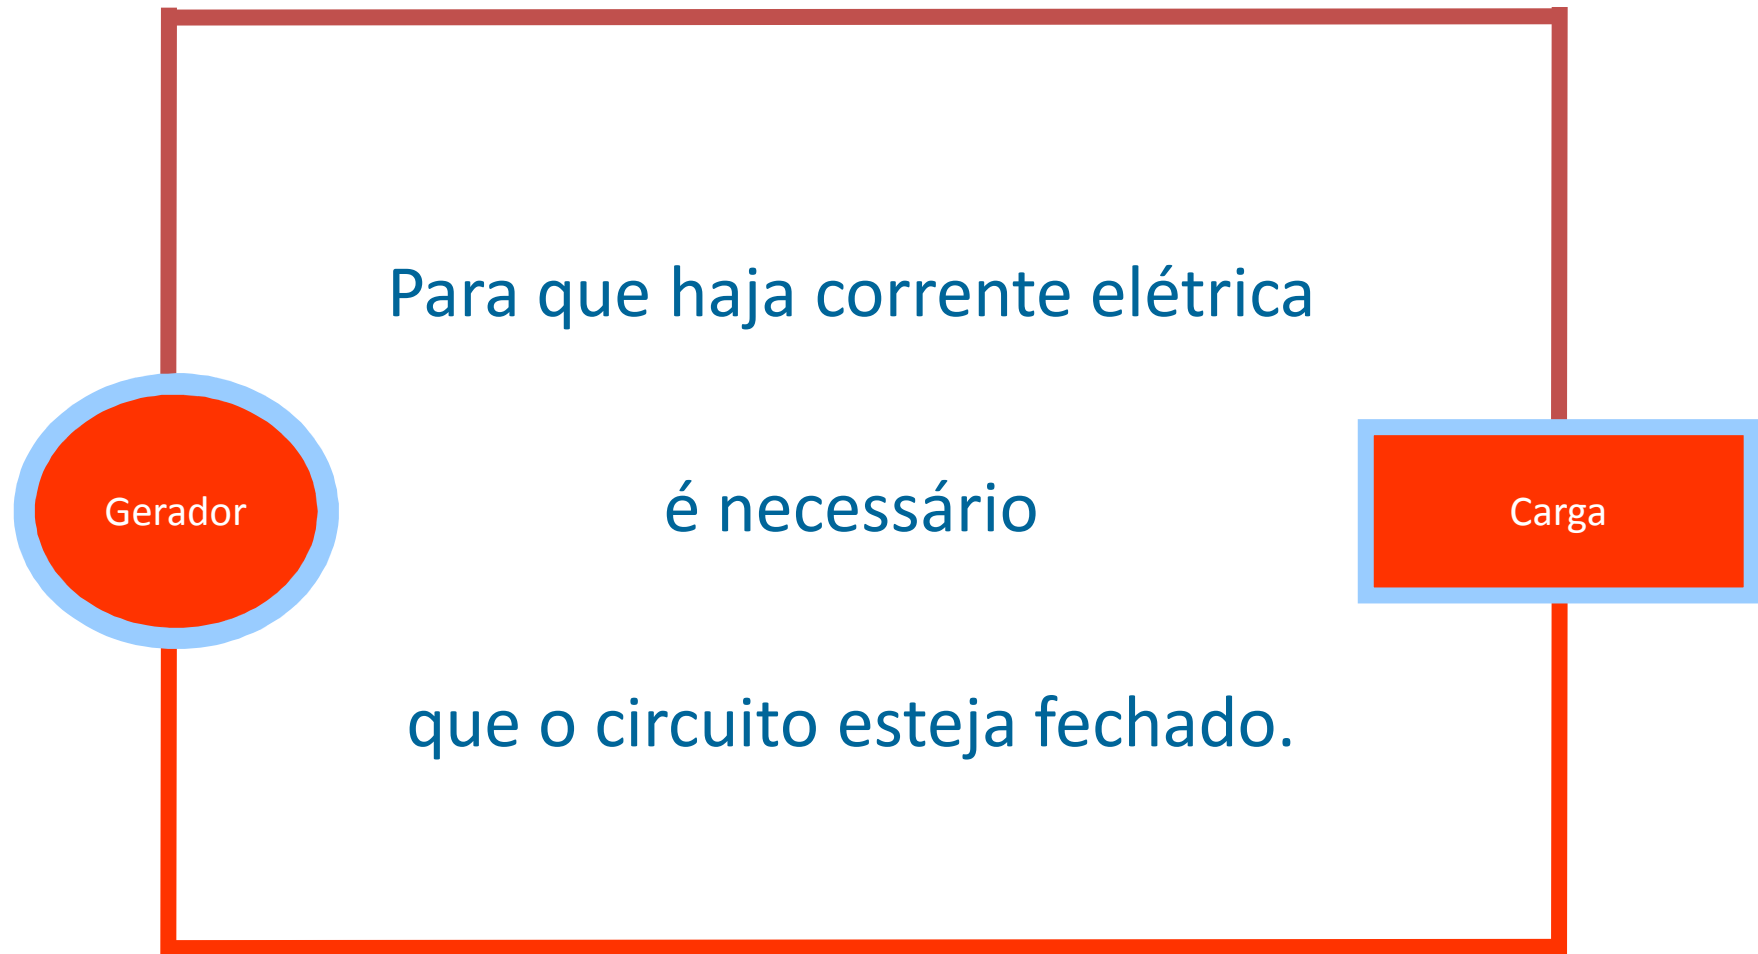 Para que haja corrente elétrica
Gerador
é necessário
Carga
que o circuito esteja fechado.